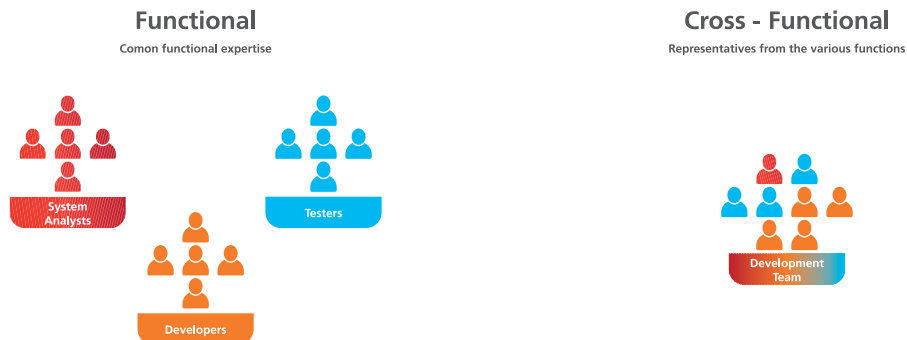 Functional
Comon functional expertise
System
Analysts
Testers
Developers
Cross - Functional
Representatives from the various functions
Development
Team